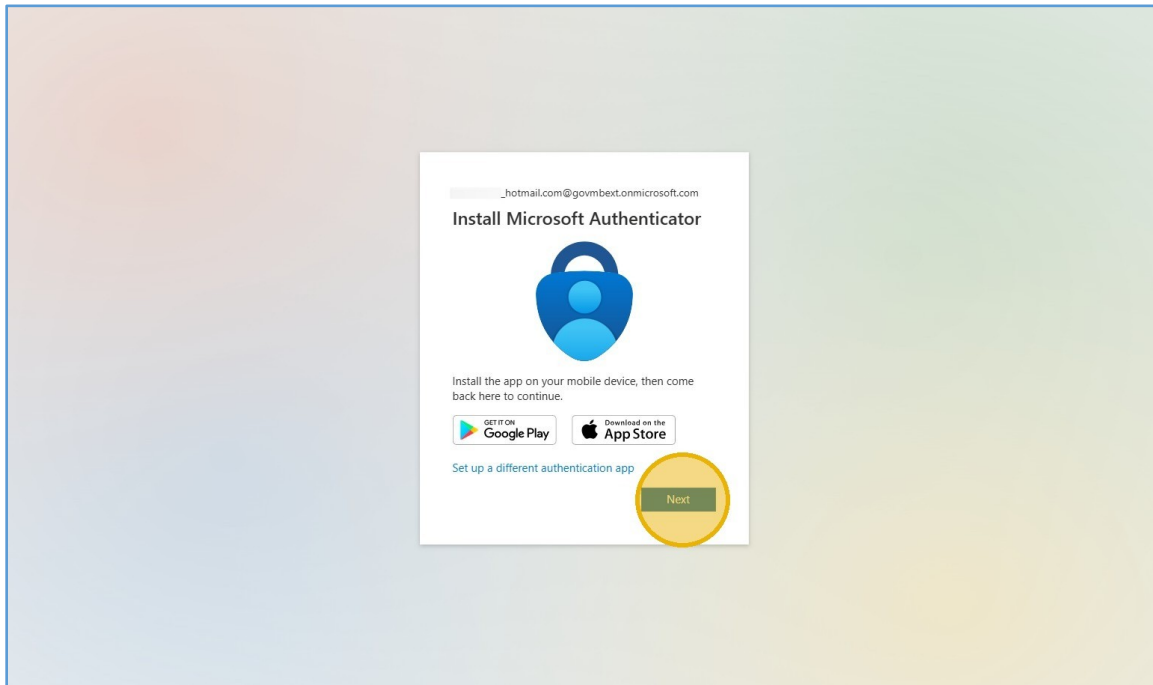 _hotmail.com@govmbext.onmicrosoft.com
Install Microsoft Authenticator
Install the app on your mobile device, then come
back here to continue.
GET IT ON
Google Play
Download on the
App Store
Set up a different authentication app
Next